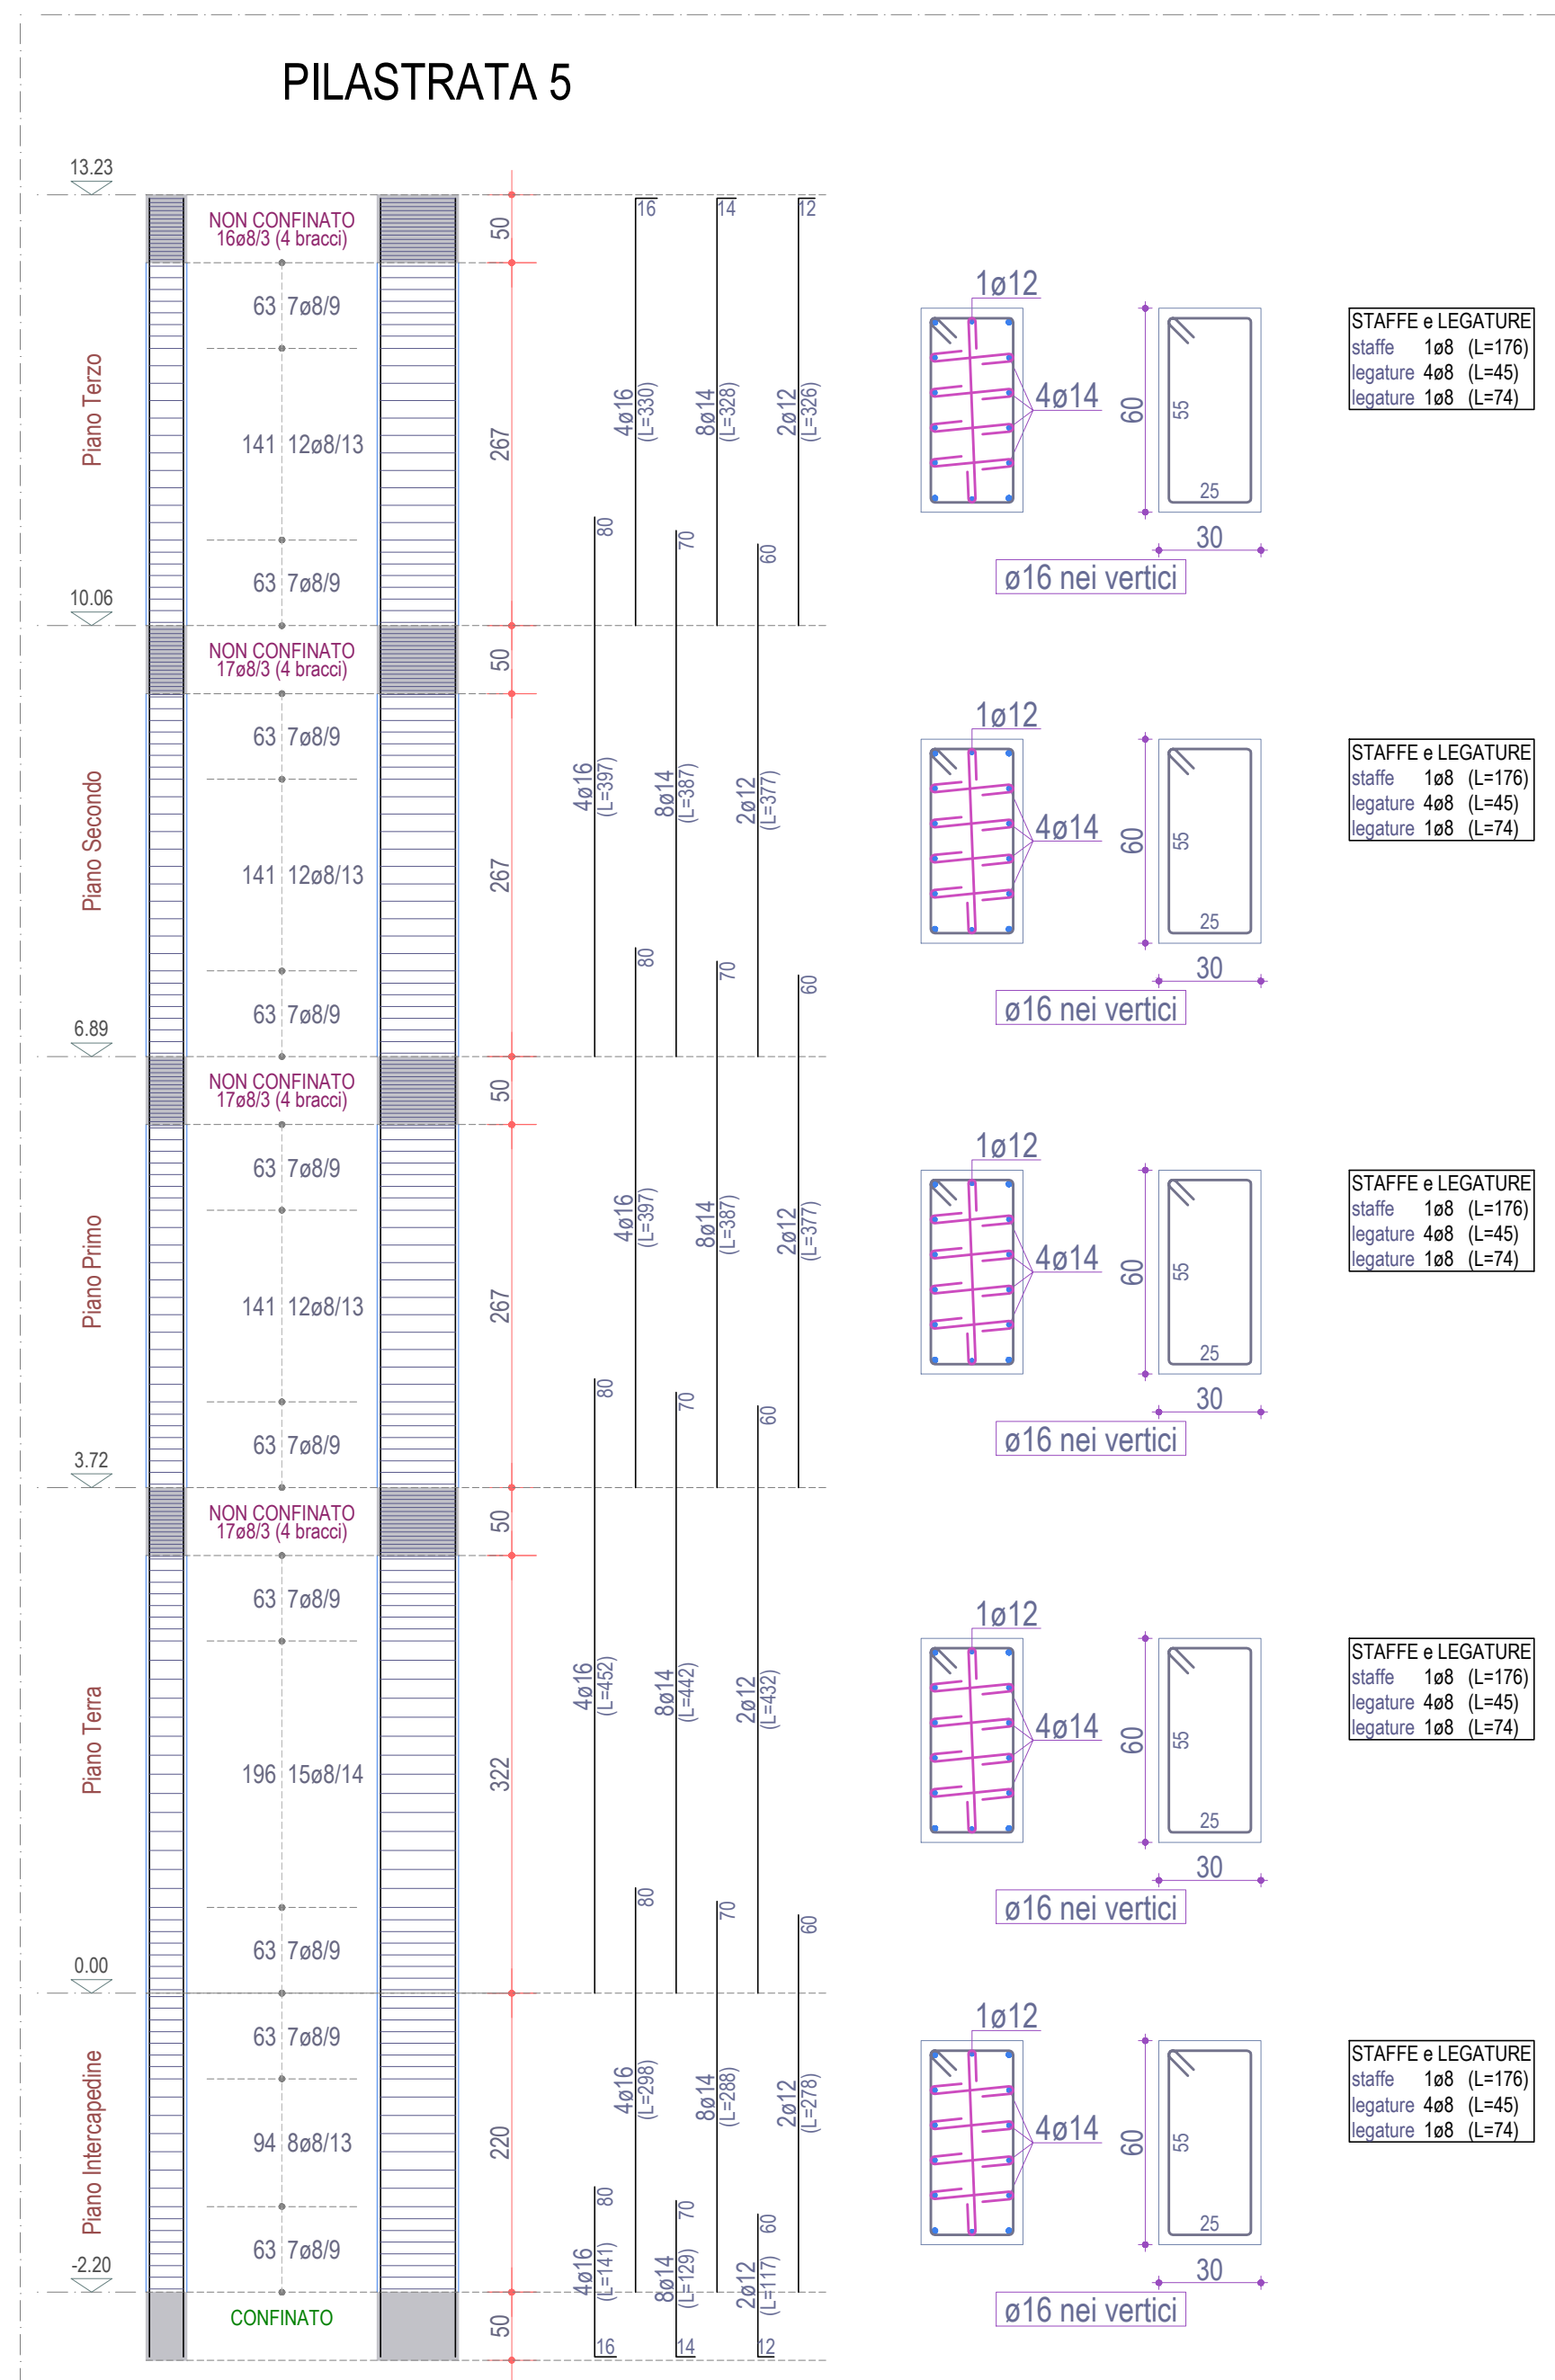 PILASTRATA 5
13.23
NON CONFINATO
16ø8/3 (4 bracci)
50
16
14
12
63 7ø8/9
Piano Terzo
141 12ø8/13
267
4ø16
(L=330)
8ø14
(L=328)
2ø12
(L=326)
63 7ø8/9
80
70
60
1ø12
4ø14
60
55
25
30
ø16 nei vertici
STAFFE e LEGATURE
staffe 1ø8 (L=176)
legature 4ø8 (L=45)
legature 1ø8 (L=74)
10.06
NON CONFINATO
17ø8/3 (4 bracci)
50
63 7ø8/9
Piano Secondo
141 12ø8/13
267
4ø16
(L=397)
8ø14
(L=387)
2ø12
(L=377)
63 7ø8/9
80
70
60
1ø12
4ø14
60
55
25
30
ø16 nei vertici
STAFFE e LEGATURE
staffe 1ø8 (L=176)
legature 4ø8 (L=45)
legature 1ø8 (L=74)
6.89
NON CONFINATO
17ø8/3 (4 bracci)
50
63 7ø8/9
Piano Primo
141 12ø8/13
267
4ø16
(L=397)
8ø14
(L=387)
2ø12
(L=377)
63 7ø8/9
80
70
60
1ø12
4ø14
60
55
25
30
ø16 nei vertici
STAFFE e LEGATURE
staffe 1ø8 (L=176)
legature 4ø8 (L=45)
legature 1ø8 (L=74)
3.72
NON CONFINATO
17ø8/3 (4 bracci)
50
63 7ø8/9
Piano Terra
196 15ø8/14
322
4ø16
(L=452)
8ø14
(L=442)
2ø12
(L=432)
63 7ø8/9
80
70
60
1ø12
4ø14
60
55
25
30
ø16 nei vertici
STAFFE e LEGATURE
staffe 1ø8 (L=176)
legature 4ø8 (L=45)
legature 1ø8 (L=74)
0.00
63 7ø8/9
Piano Intercapedine
94 8ø8/13
220
4ø16
(L=298)
8ø14
(L=288)
2ø12
(L=278)
63 7ø8/9
80
70
60
4ø16
(L=141)
8ø14
(L=129)
2ø12
(L=117)
1ø12
4ø14
60
55
25
30
ø16 nei vertici
STAFFE e LEGATURE
staffe 1ø8 (L=176)
legature 4ø8 (L=45)
legature 1ø8 (L=74)
-2.20
CONFINATO
50
16
14
12